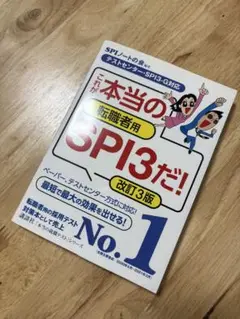 SPIノートの会編著
テストセンター・SPI3-G対応
これが
本当の
転職者用
SPI3だ!
改訂3版
ペーパー、テストセンター方式に対応!
最短で最大の効果を出せる!
転職者用の採用テスト
対策本として売上
No.1
講談社